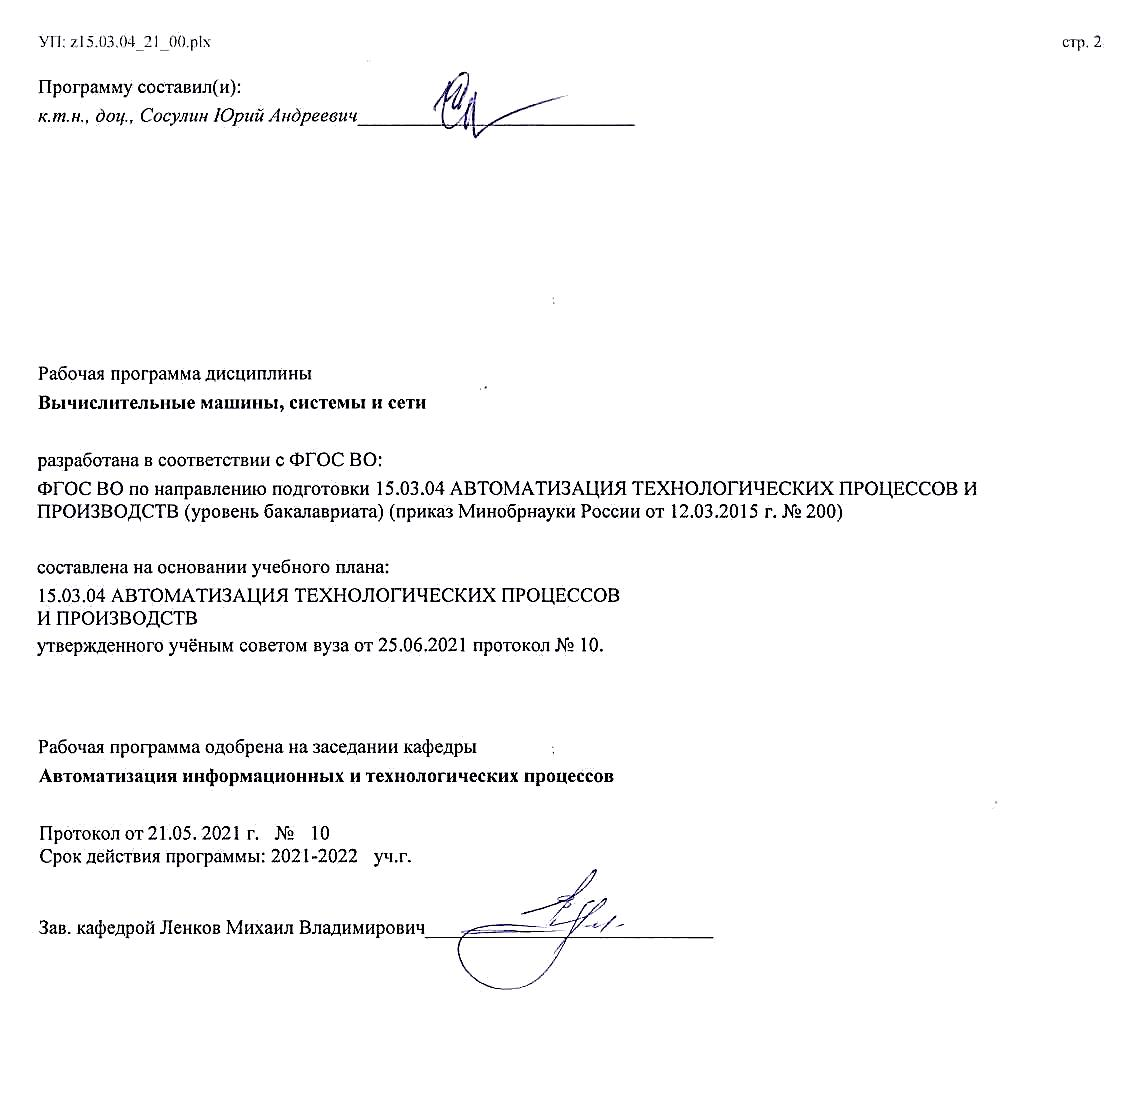 УП: z15.03.04_21_00.plx
стр. 2
Программу составил(и):
к.т.н., доц., Сосулин Юрий Андреевич
Рабочая программа дисциплины
Вычислительные машины, системы и сети
разработана в соответствии с ФГОС ВО:
ФГОС ВО по направлению подготовки 15.03.04 АВТОМАТИЗАЦИЯ ТЕХНОЛОГИЧЕСКИХ ПРОЦЕССОВ И
ПРОИЗВОДСТВ (уровень бакалавриата) (приказ Минобрнауки России от 12.03.2015 г. № 200)
составлена на основании учебного плана:
15.03.04 АВТОМАТИЗАЦИЯ ТЕХНОЛОГИЧЕСКИХ ПРОЦЕССОВ
И ПРОИЗВОДСТВ
утвержденного учёным советом вуза от 25.06.2021 протокол № 10.
Рабочая программа одобрена на заседании кафедры
Автоматизация информационных и технологических процессов
Протокол от 21.05. 2021 г. № 10
Срок действия программы: 2021-2022 уч.г.
Зав. кафедрой Ленков Михаил Владимирович